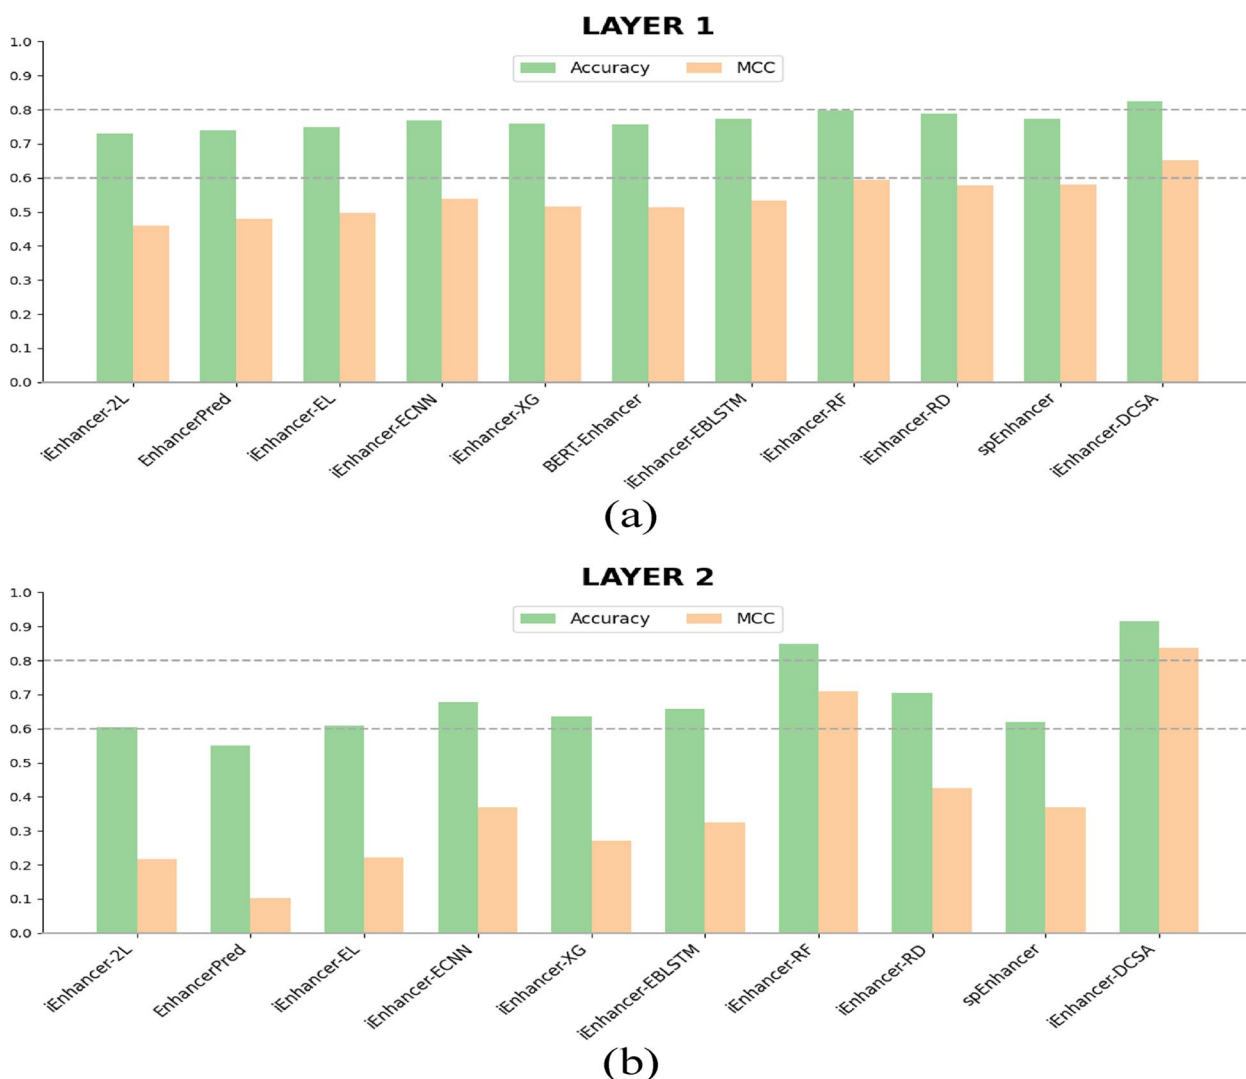 LAYER 1
Accuracy MCC
1.0
0.9
0.8
0.7
0.6
0.5
0.4
0.3
0.2
0.1
0.0
iEnhancer-2L
EnhancerPred
iEnhancer-EL
iEnhancer-ECNN
iEnhancer-XG
BERT-Enhancer
iEnhancer-EBLSTM
iEnhancer-RF
iEnhancer-RD
spEnhancer
iEnhancer-DCSA
(a)
LAYER 2
Accuracy MCC
1.0
0.9
0.8
0.7
0.6
0.5
0.4
0.3
0.2
0.1
0.0
iEnhancer-2L
EnhancerPred
iEnhancer-EL
iEnhancer-ECNN
iEnhancer-XG
iEnhancer-EBLSTM
iEnhancer-RF
iEnhancer-RD
spEnhancer
iEnhancer-DCSA
(b)